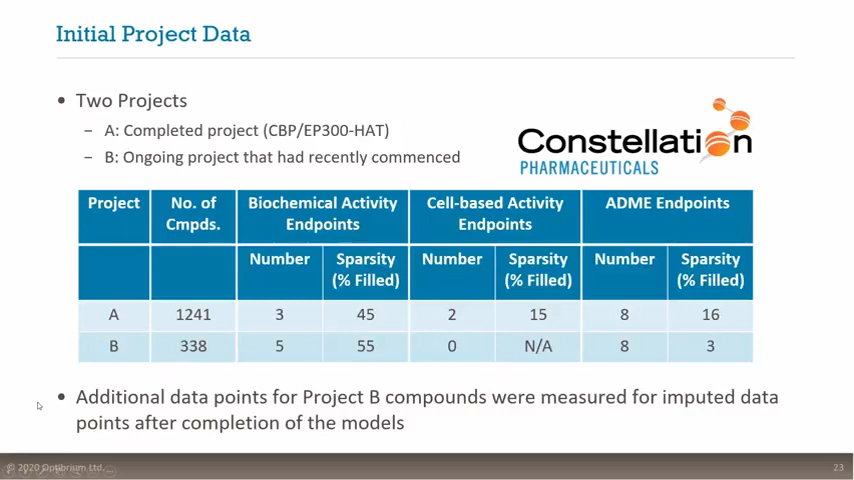 Initial Project Data
• Two Projects
− A: Completed project (CBP/EP300-HAT)
− B: Ongoing project that had recently commenced
Constellation
PHARMACEUTICALS
Project No. of Cmpds. Biochemical Activity Endpoints Cell-based Activity Endpoints ADME Endpoints
Number Sparsity (% Filled) Number Sparsity (% Filled) Number Sparsity (% Filled)
A 1241 3 45 2 15 8 16
B 338 5 55 0 N/A 8 3
• Additional data points for Project B compounds were measured for imputed data
points after completion of the models
© 2020 Optibrium Ltd.
23